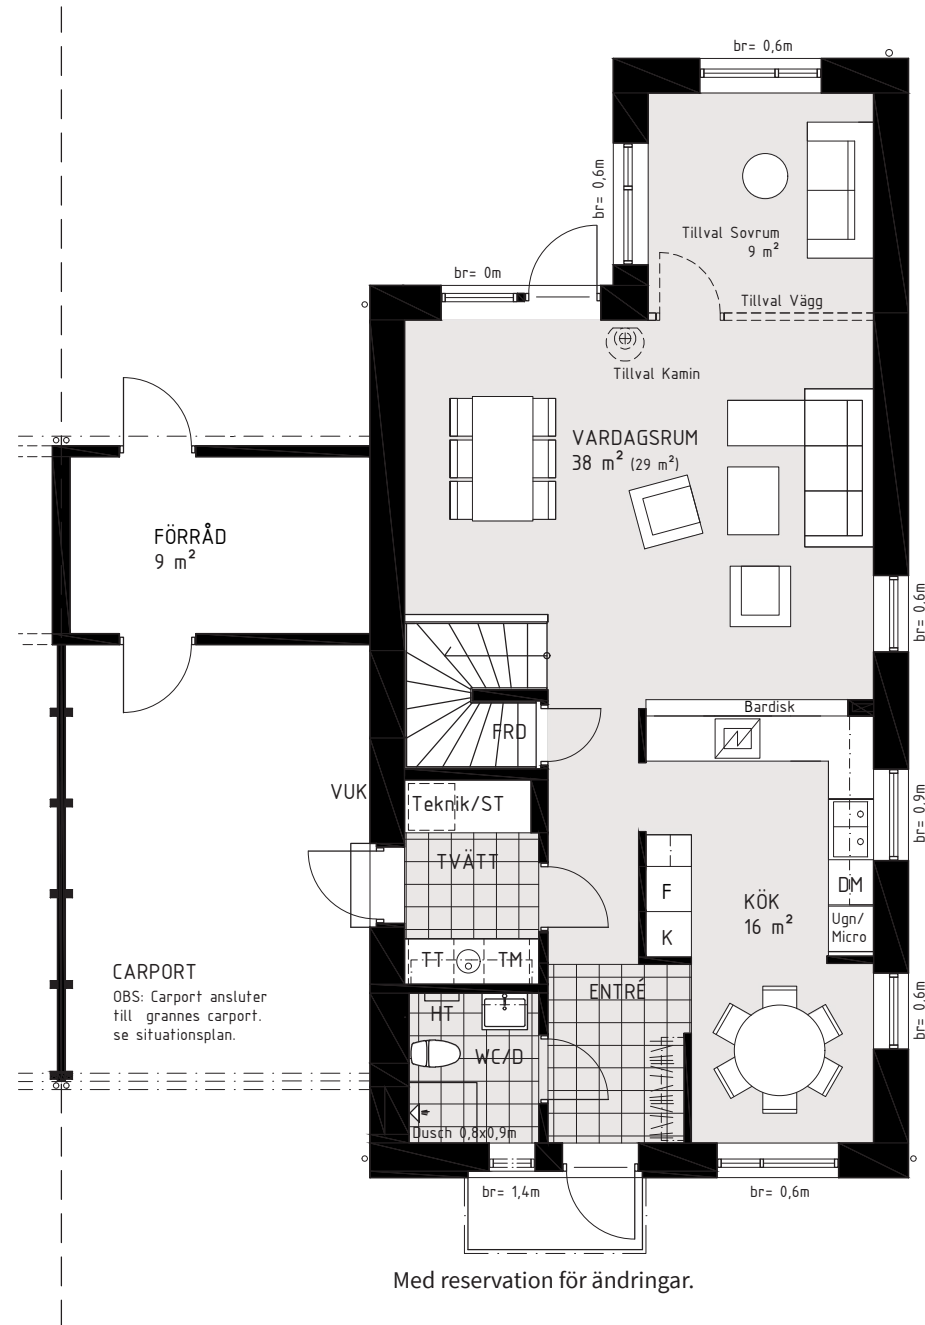 br= 0,6m
br= 0,6m
Tillval Sovrum
9 m²
br= 0m
Tillval Vägg
Tillval Kamin
VARDAGSRUM
38 m² (29 m²)
FÖRRÅD
9 m²
br= 0,6m
Bardisk
FRD
VUK
Teknik/ST
br= 0,9m
TVÄTT
F
DM
KÖK
16 m²
Ugn/
Micro
K
TT
TM
CARPORT
OBS: Carport ansluter
till grannes carport.
se situationsplan.
ENTRÉ
HT
br= 0,6m
WC/D
Dusch 0,8x0,9m
br= 1,4m
br= 0,6m
Med reservation för ändringar.